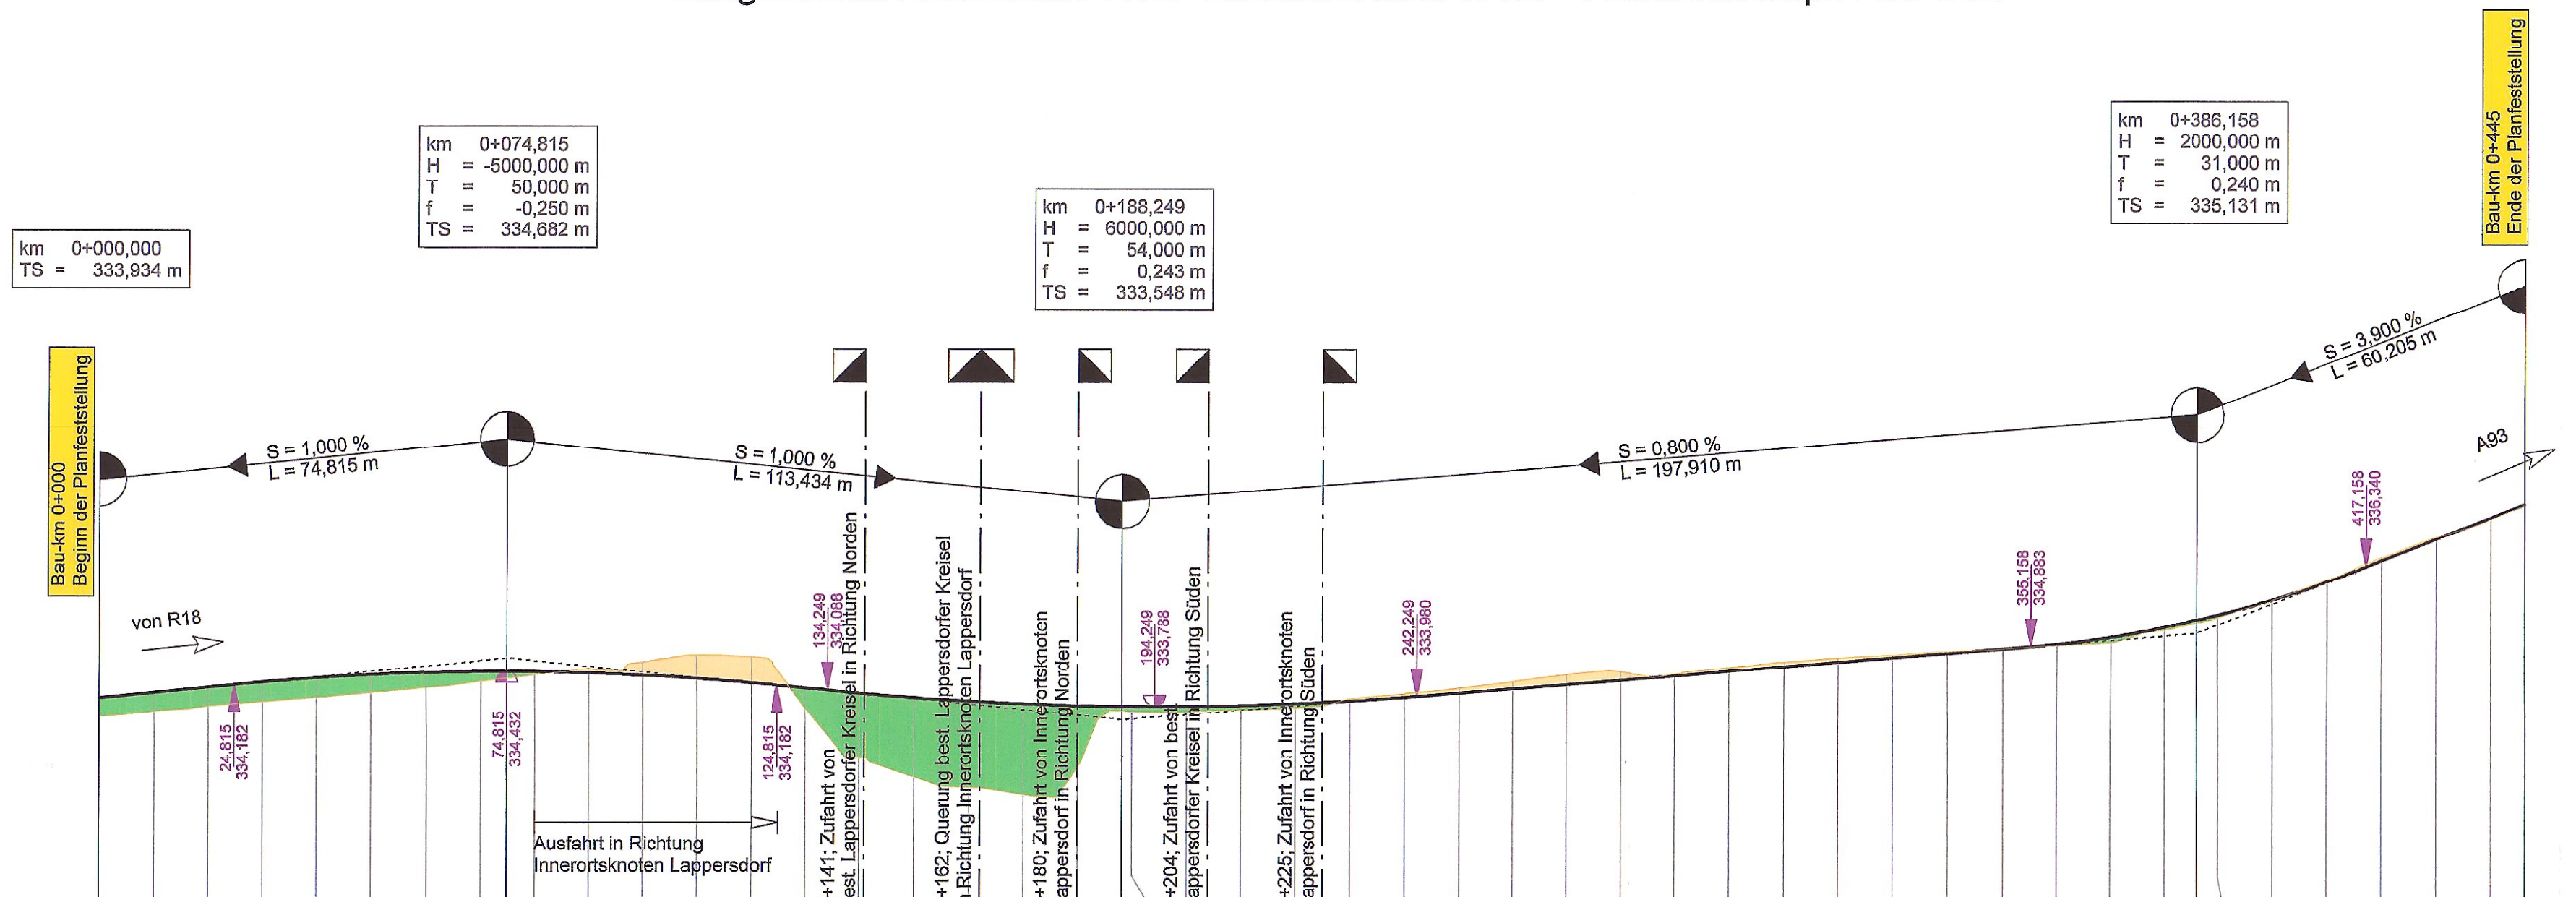 Bau-km 0+445
Ende der Planfeststellung
km 0+386,158
H = 2000,000 m
T = 31,000 m
f = 0,240 m
TS = 335,131 m
km 0+074,815
H = -5000,000 m
T = 50,000 m
f = -0,250 m
TS = 334,682 m
km 0+188,249
H = 6000,000 m
T = 54,000 m
f = 0,243 m
TS = 333,548 m
km 0+000,000
TS = 333,934 m
Bau-km 0+000
Beginn der Planfeststellung
S = 1,000 %
L = 74,815 m
S = 1,000 %
L = 113,434 m
S = 0,800 %
L = 197,910 m
S = 3,900 %
L = 60,205 m
A93
von R18
24,815
334,182
74,815
334,432
124,815
334,182
134,249
334,088
194,249
333,788
242,249
333,980
355,158
334,883
417,158
336,340
+141; Zufahrt von
est. Lappersdorfer Kreisel in Richtung Norden
+162; Querung best. Lappersdorfer Kreisel
Richtung Innerortsknoten Lappersdorf
+180; Zufahrt von Innerortsknoten
appersdorf in Richtung Norden
+204; Zufahrt von best.
appersdorfer Kreisel in Richtung Süden
+225; Zufahrt von Innerortsknoten
appersdorf in Richtung Süden
Ausfahrt in Richtung
Innerortsknoten Lappersdorf